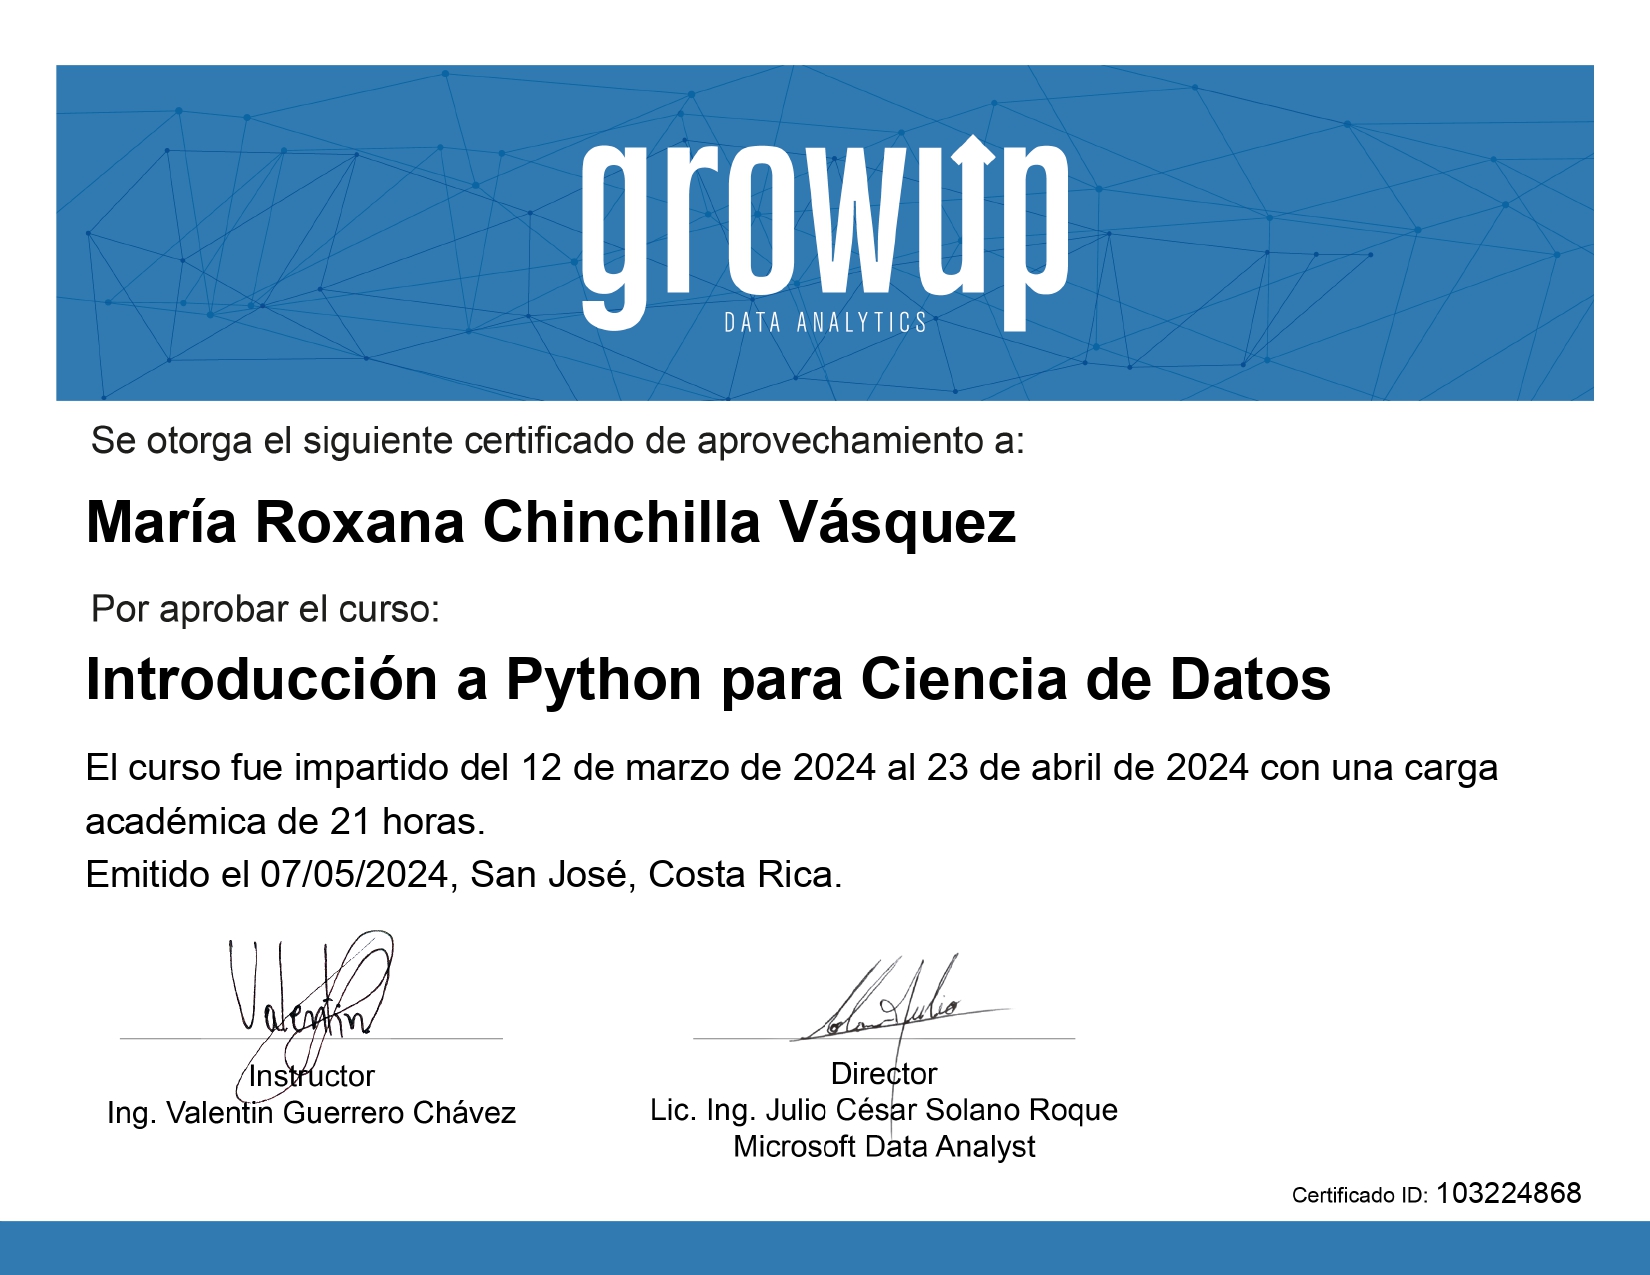 growup
DATA ANALYTICS
Se otorga el siguiente certificado de aprovechamiento a:
María Roxana Chinchilla Vásquez
Por aprobar el curso:
Introducción a Python para Ciencia de Datos
El curso fue impartido del 12 de marzo de 2024 al 23 de abril de 2024 con una carga
académica de 21 horas.
Emitido el 07/05/2024, San José, Costa Rica.
Valentin
Solano Julio
Instructor
Ing. Valentin Guerrero Chávez
Director
Lic. Ing. Julio César Solano Roque
Microsoft Data Analyst
Certificado ID: 103224868